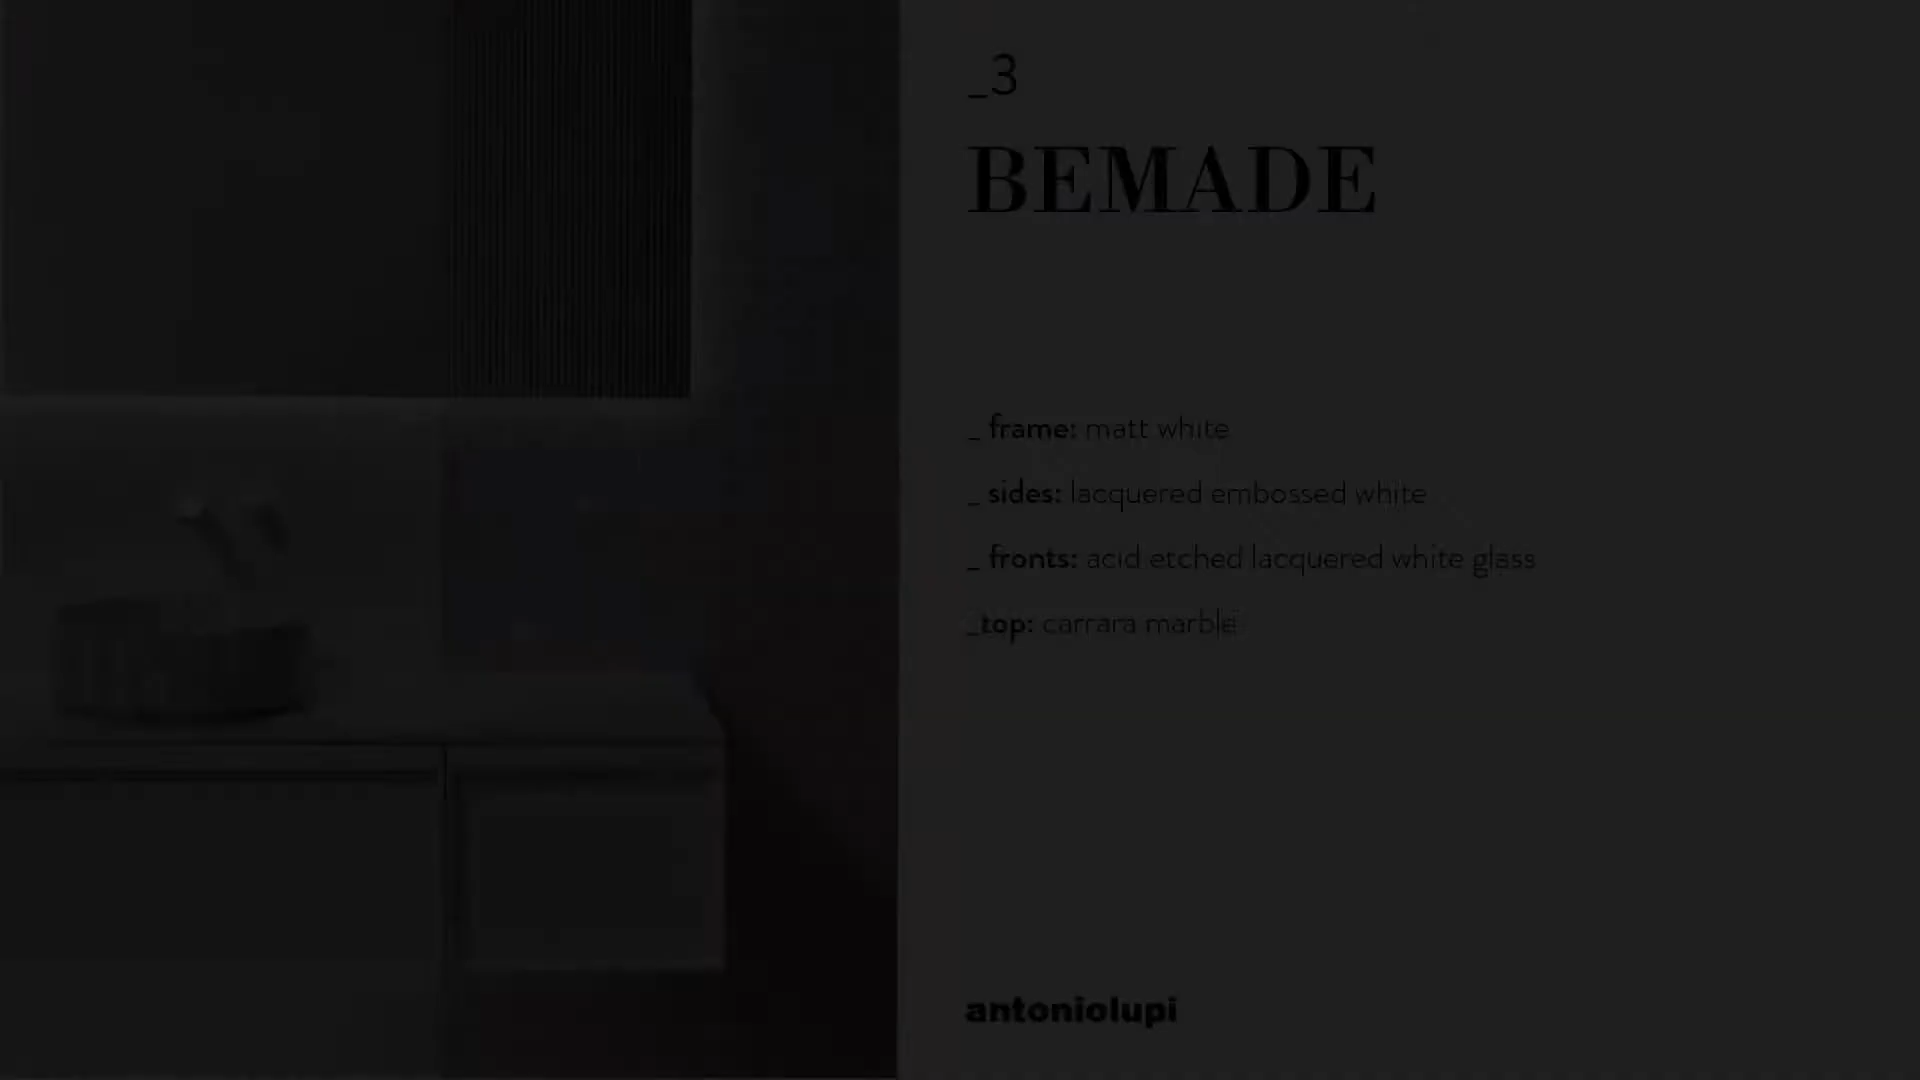 _3
BEMADE
_ frame: matt white
_ sides: lacquered embossed white
_ fronts: acid etched lacquered white glass
_top: carrara marble
antoniolupi